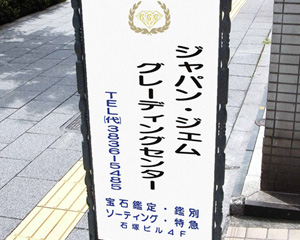 ジャパン・ジェム
グレーディングセンター
TEL㈹3836-5485
宝石鑑定・鑑別
ソーティング・特急
石塚ビル4F